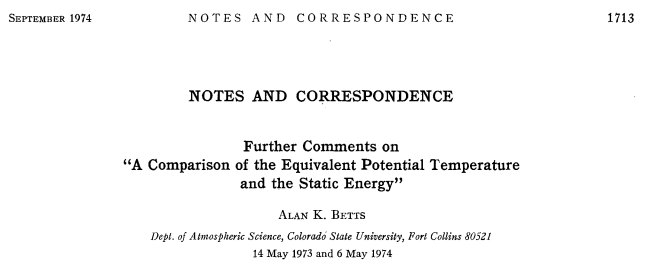 SEPTEMBER 1974 NOTES AND CORRESPONDENCE 1713
NOTES AND CORRESPONDENCE
Further Comments on
“A Comparison of the Equivalent Potential Temperature
and the Static Energy”
ALAN K. BETTS
Dept. of Atmospheric Science, Colorado State University, Fort Collins 80521
14 May 1973 and 6 May 1974